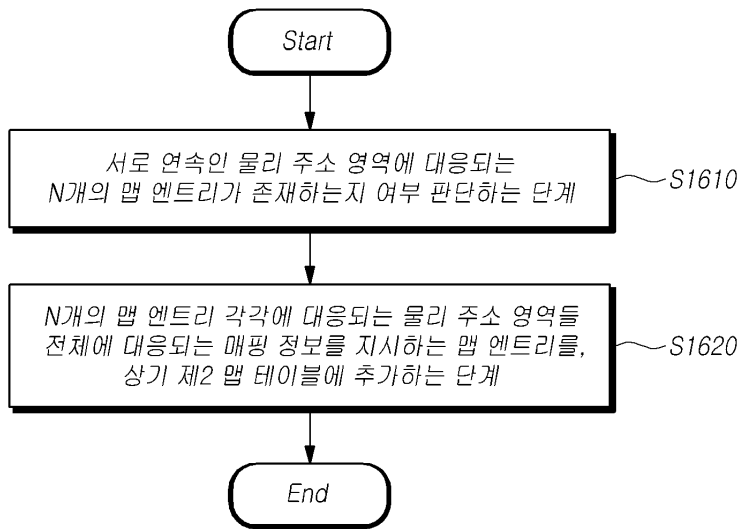 Start
서로 연속인 물리 주소 영역에 대응되는
N개의 맵 엔트리가 존재하는지 여부 판단하는 단계
S1610
N개의 맵 엔트리 각각에 대응되는 물리 주소 영역들
전체에 대응되는 매핑 정보를 지시하는 맵 엔트리를,
상기 제2 맵 테이블에 추가하는 단계
S1620
End